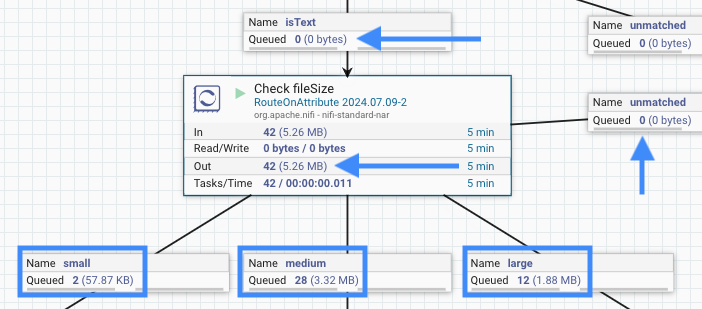 Name isText
Queued 0 (0 bytes)
Name unmatched
Queued 0 (0 bytes)
Check fileSize
RouteOnAttribute 2024.07.09-2
org.apache.nifi - nifi-standard-nar
In 42 (5.26 MB) 5 min
Read/Write 0 bytes / 0 bytes 5 min
Out 42 (5.26 MB) 5 min
Tasks/Time 42 / 00:00:00.011 5 min
Name unmatched
Queued 0 (0 bytes)
Name small
Queued 2 (57.87 KB)
Name medium
Queued 28 (3.32 MB)
Name large
Queued 12 (1.88 MB)